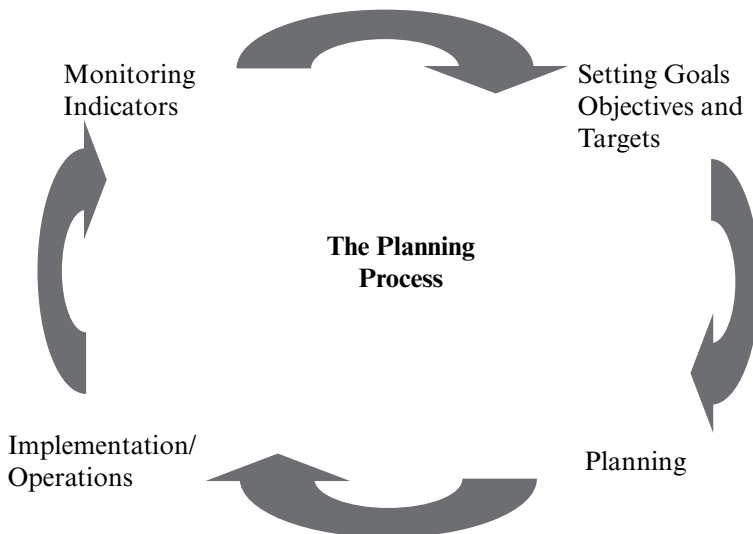 Monitoring
Indicators
Setting Goals
Objectives and
Targets
The Planning
Process
Implementation/
Operations
Planning